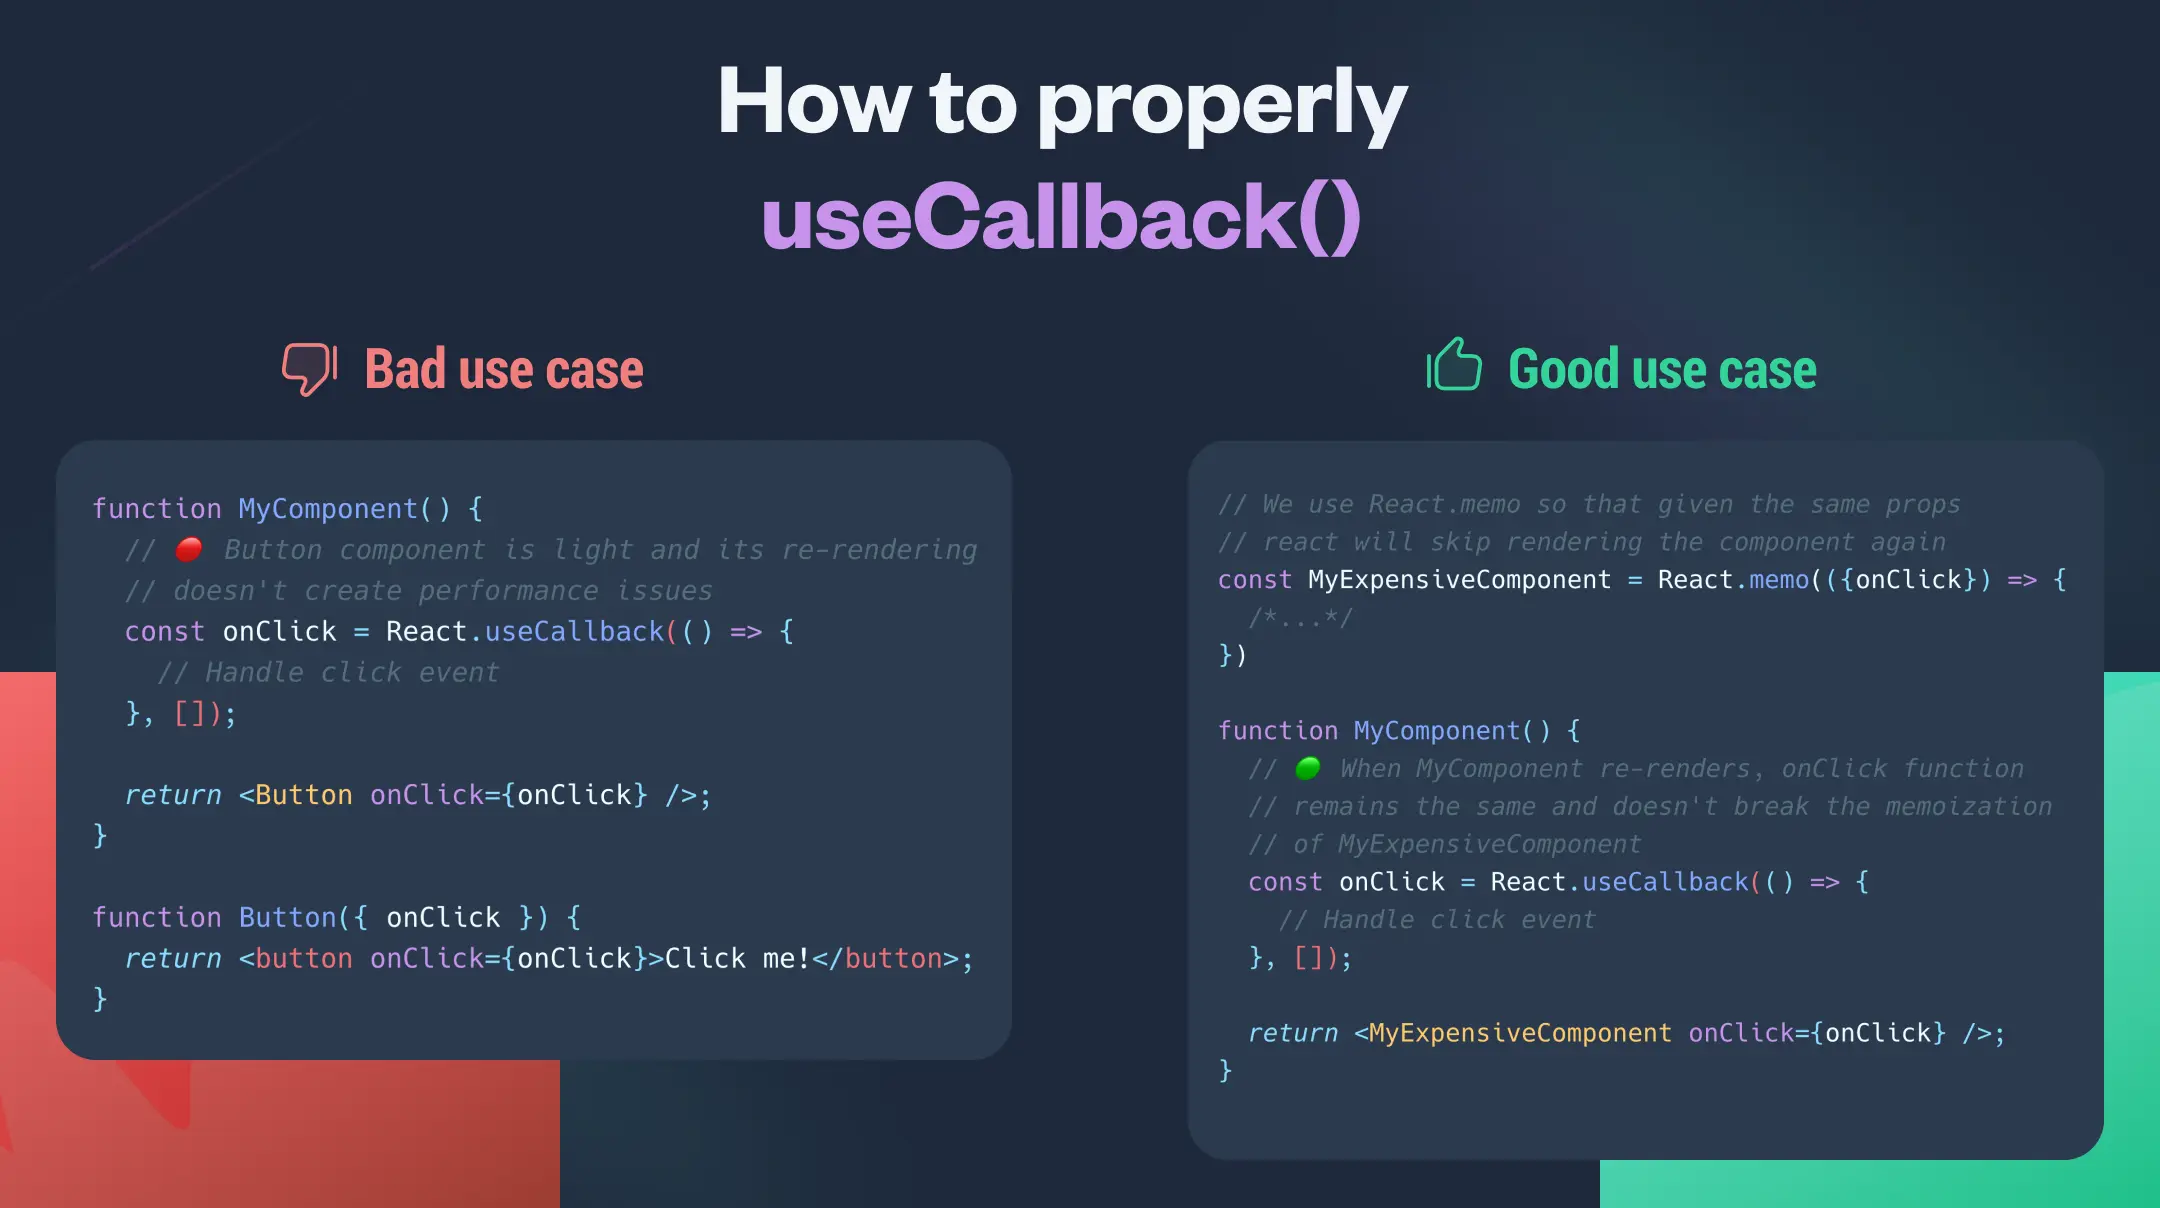 How to properly
useCallback()
Bad use case
function MyComponent() {
  // 🔴 Button component is light and its re-rendering
  // doesn't create performance issues
  const onClick = React.useCallback(() => {
    // Handle click event
  }, []);

  return <Button onClick={onClick} />;
}

function Button({ onClick }) {
  return <button onClick={onClick}>Click me!</button>;
}
Good use case
// We use React.memo so that given the same props
// react will skip rendering the component again
const MyExpensiveComponent = React.memo(({onClick}) => {
  /*...*/
})

function MyComponent() {
  // 🟢 When MyComponent re-renders, onClick function
  // remains the same and doesn't break the memoization
  // of MyExpensiveComponent
  const onClick = React.useCallback(() => {
    // Handle click event
  }, []);

  return <MyExpensiveComponent onClick={onClick} />;
}